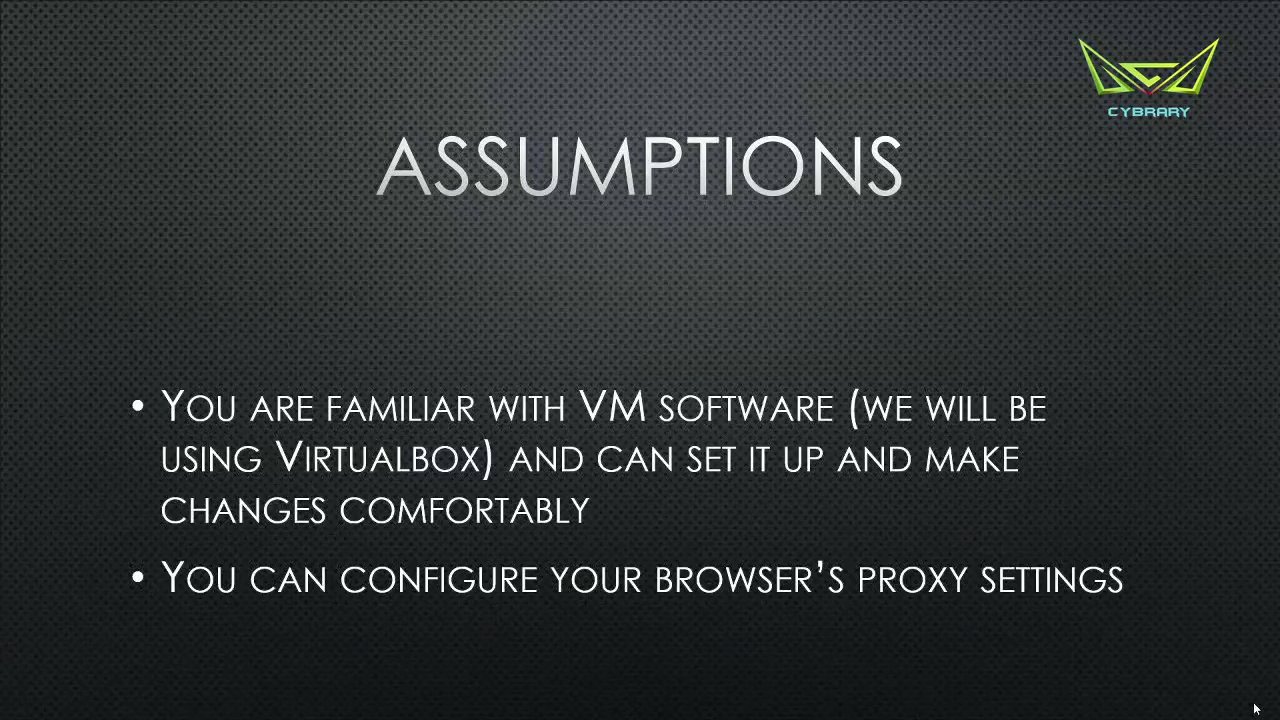 CYBRARY
ASSUMPTIONS
• You are familiar with VM software (we will be
using Virtualbox) and can set it up and make
changes comfortably
• You can configure your browser’s proxy settings